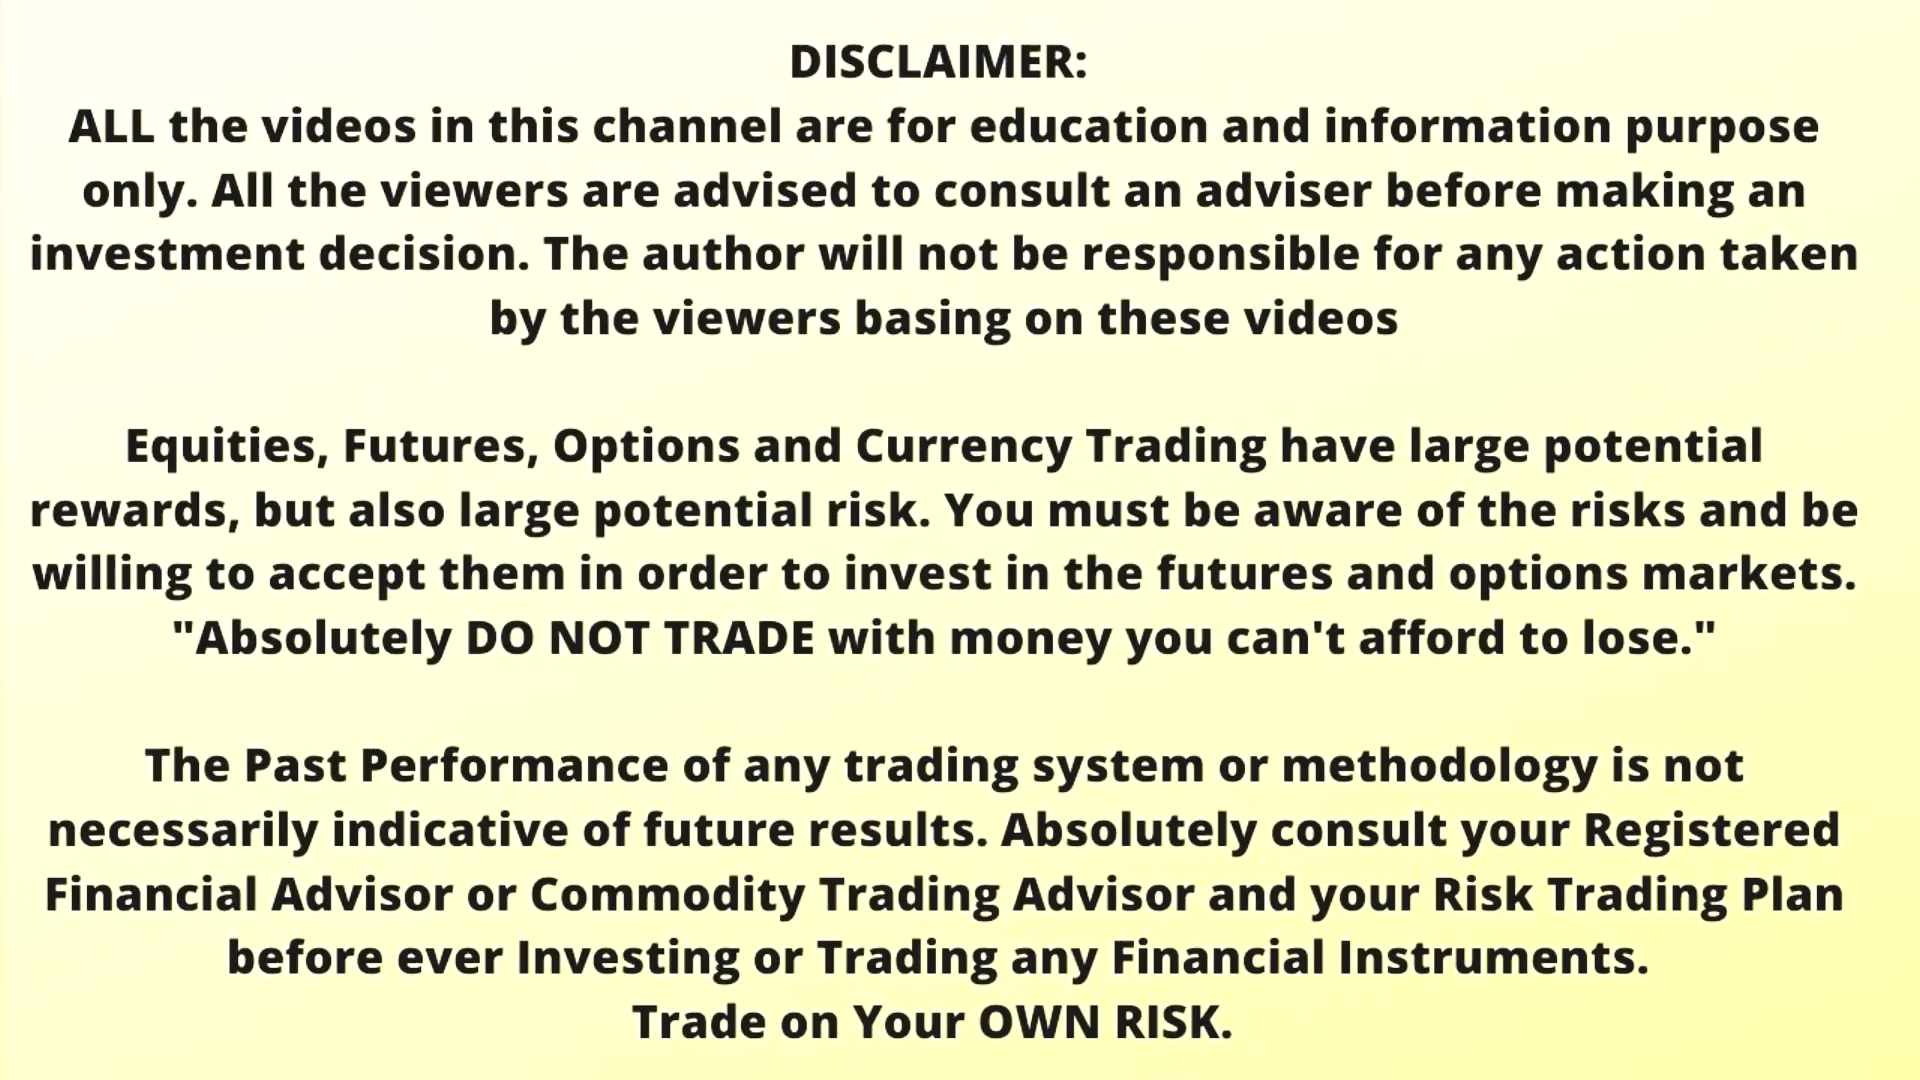 DISCLAIMER:
ALL the videos in this channel are for education and information purpose
only. All the viewers are advised to consult an adviser before making an
investment decision. The author will not be responsible for any action taken
by the viewers basing on these videos
Equities, Futures, Options and Currency Trading have large potential
rewards, but also large potential risk. You must be aware of the risks and be
willing to accept them in order to invest in the futures and options markets.
"Absolutely DO NOT TRADE with money you can't afford to lose."
The Past Performance of any trading system or methodology is not
necessarily indicative of future results. Absolutely consult your Registered
Financial Advisor or Commodity Trading Advisor and your Risk Trading Plan
before ever Investing or Trading any Financial Instruments.
Trade on Your OWN RISK.